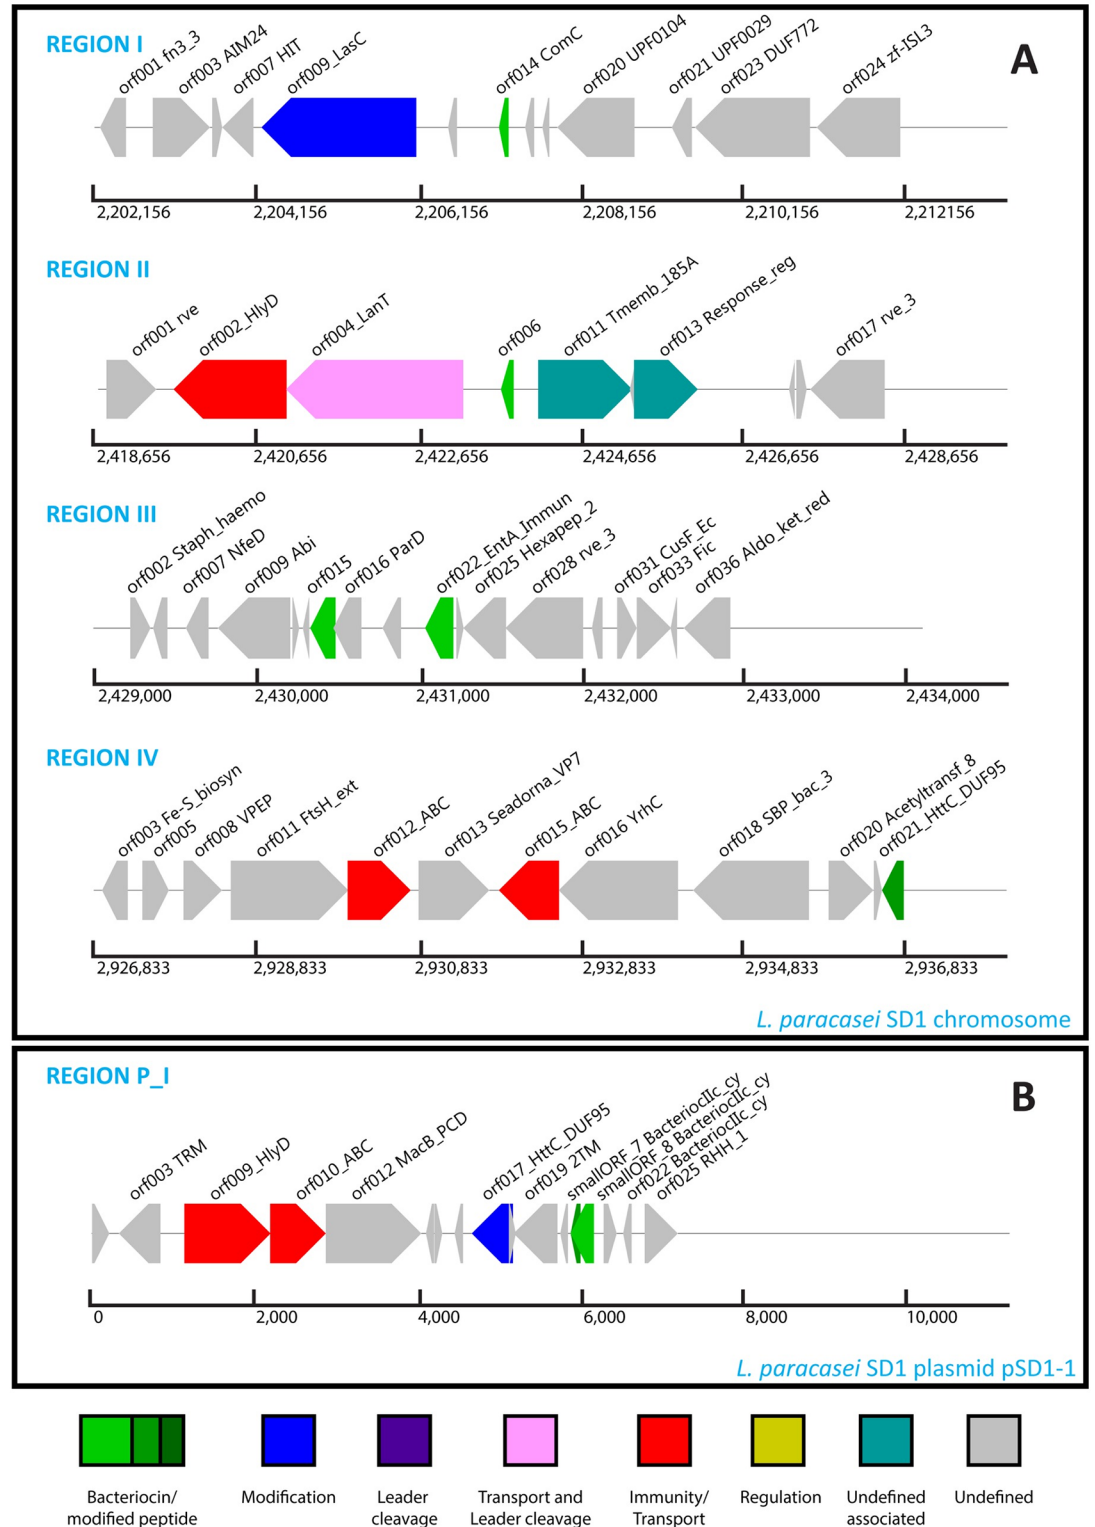 REGION I
A
orf001 fn3_3
orf003 AIM24
orf007 HIT
orf009_LasC
orf014 ComC
orf020 UPF0104
orf021 UPF0029
orf023 DUF772
orf024 zf-ISL3
2,202,156 2,204,156 2,206,156 2,208,156 2,210,156 2,212156
REGION II
orf001 rve
orf002_HlyD
orf004_LanT
orf006
orf011 Tmemb_185A
orf013 Response_reg
orf017 rve_3
2,418,656 2,420,656 2,422,656 2,424,656 2,426,656 2,428,656
REGION III
orf002 Staph_haemo
orf007 NfeD
orf009 Abi
orf015
orf016 ParD
orf022_EntA_Immun
orf025 Hexapep_2
orf028 rve_3
orf031 CusF_Ec
orf033 Fic
orf036 Aldo_ket_red
2,429,000 2,430,000 2,431,000 2,432,000 2,433,000 2,434,000
REGION IV
orf003 Fe-S_biosyn
orf005
orf008 VPEP
orf011 FtsH_ext
orf012_ABC
orf013 Seadorna_VP7
orf015_ABC
orf016 YrhC
orf018 SBP_bac_3
orf020 Acetyltransf_8
orf021_HttC_DUF95
2,926,833 2,928,833 2,930,833 2,932,833 2,934,833 2,936,833
L. paracasei SD1 chromosome
REGION P_I
B
orf003 TRM
orf009_HlyD
orf010_ABC
orf012 MacB_PCD
orf017_HttC_DUF95
orf019 2TM
smallORF_7 BacteriocIIc_cy
smallORF_8 BacteriocIIc_cy
orf022 BacteriocIIc_cy
orf025 RHH_1
0 2,000 4,000 6,000 8,000 10,000
L. paracasei SD1 plasmid pSD1-1
Bacteriocin/ Modification Leader Transport and Immunity/ Regulation Undefined Undefined
modified peptide cleavage Leader cleavage Transport associated